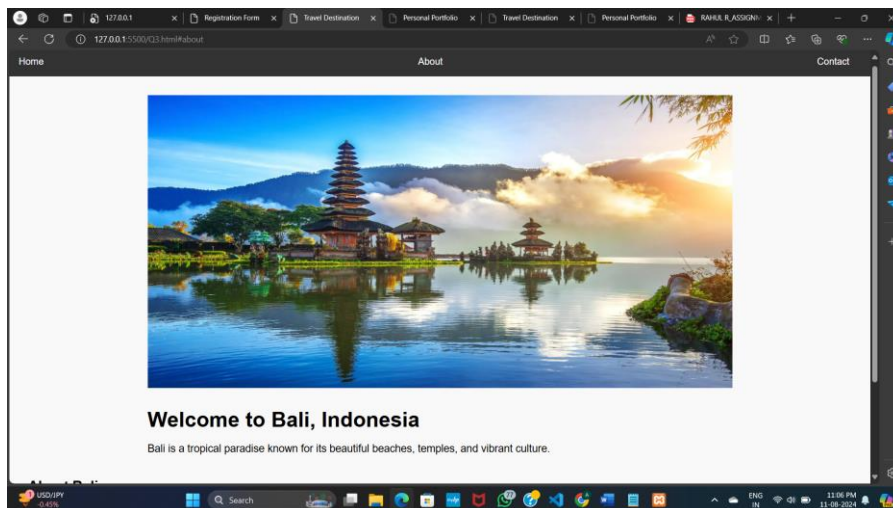 127.0.0.1 Registration Form Travel Destination Personal Portfolio Travel Destination Personal Portfolio
127.0.0.1:5500/Q3.html#about
Home About Contact
Welcome to Bali, Indonesia
Bali is a tropical paradise known for its beautiful beaches, temples, and vibrant culture.
USD/JPY
-0.45%
Search
ENG
IN
11:06 PM
11-08-2024